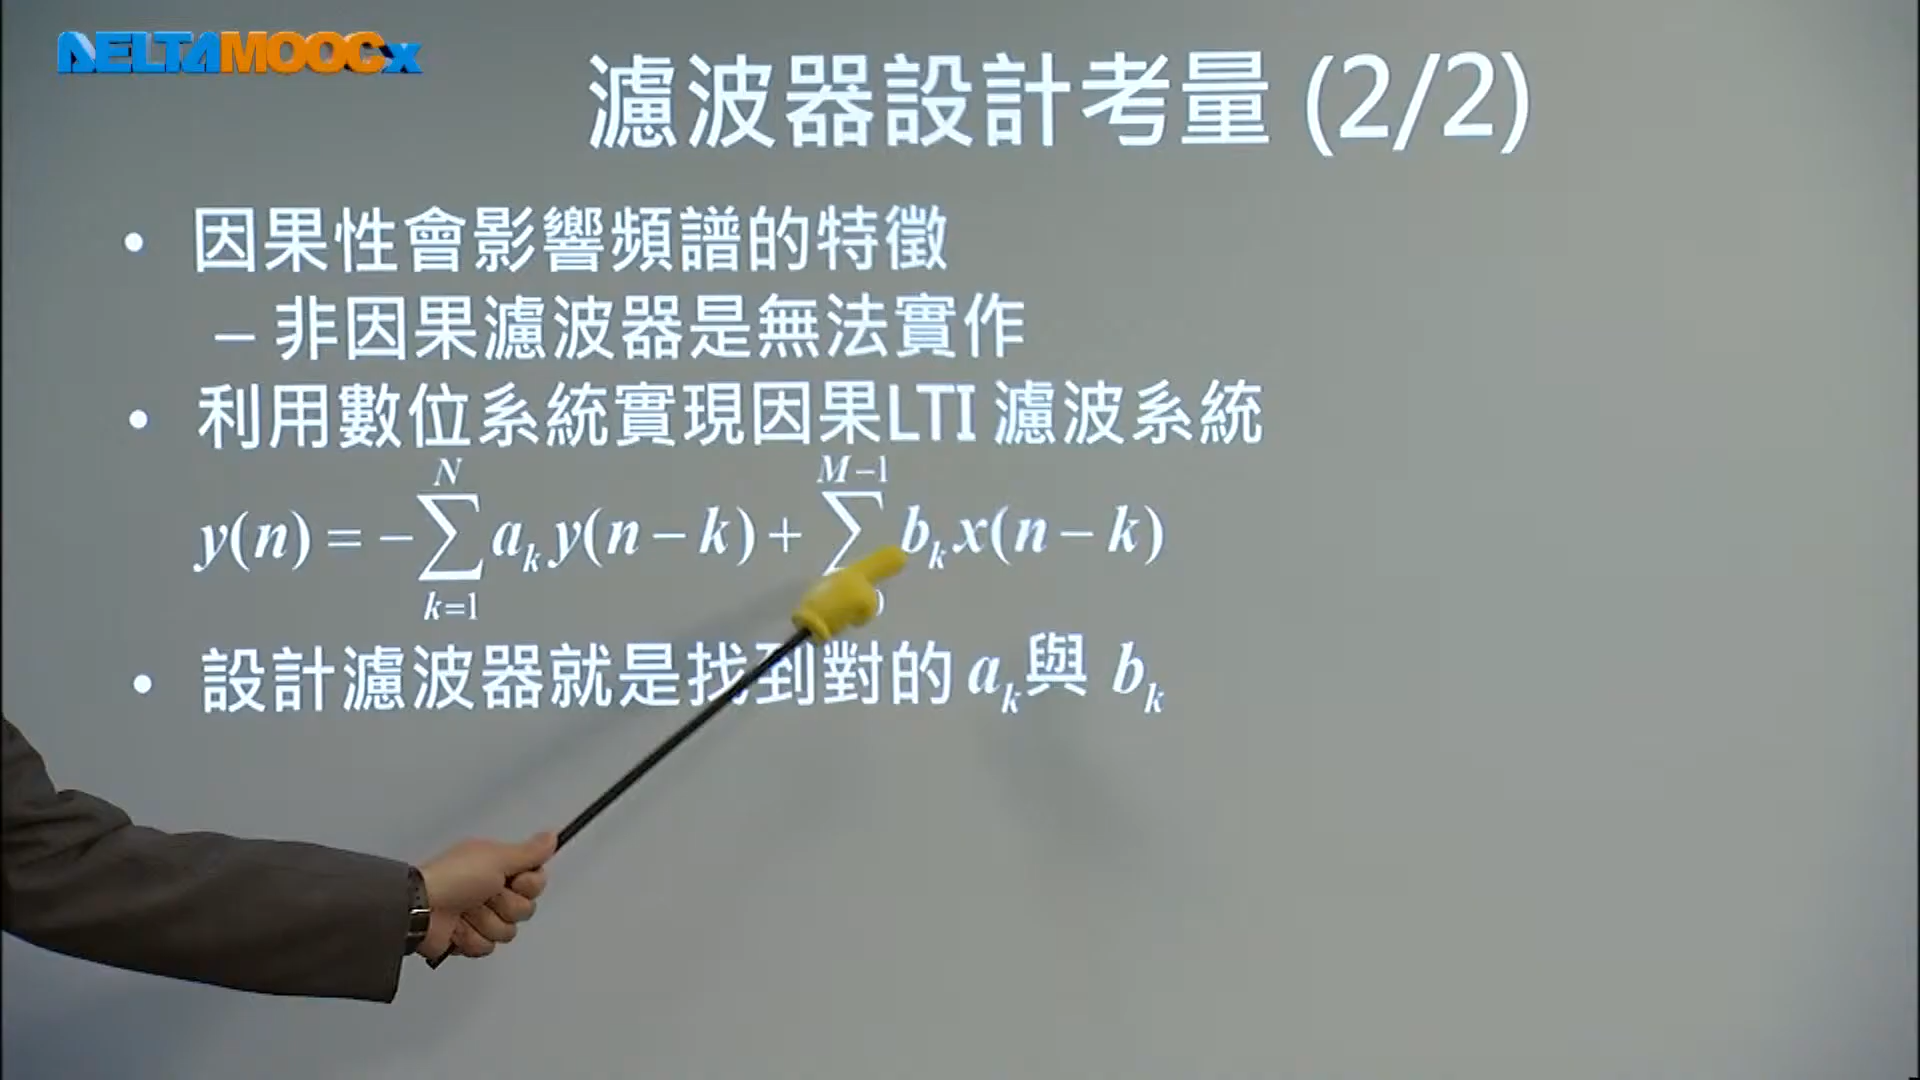 DELTAMOOCx
濾波器設計考量 (2/2)
• 因果性會影響頻譜的特徵
– 非因果濾波器是無法實作
• 利用數位系統實現因果LTI 濾波系統
N M−1
y(n) = −∑ a_k y(n − k) + ∑ b_k x(n − k)
k=1
• 設計濾波器就是找到對的 a_k 與 b_k